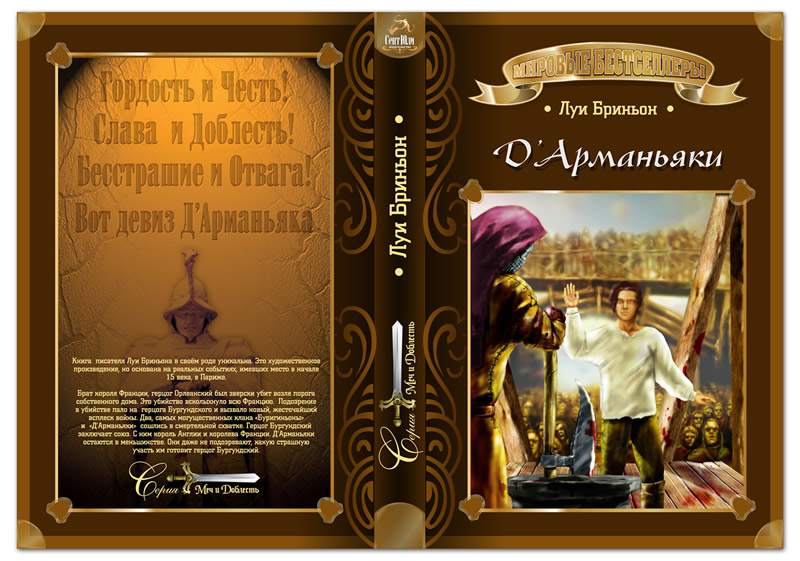 Гордость и Честь!
Слава и Доблесть!
Бесстрашие и Отвага!
Вот девиз Д'Арманьяка
Книга писателя Луи Бриньона в своём роде уникальна. Это художественное
произведение, но основана на реальных событиях, имевших место в начале
15 века, в Париже.
Брат короля Франции, герцог Орлеанский был зверски убит возле порога
собственного дома. Это убийство всколыхнуло всю Францию. Подозрение
в убийстве пало на герцога Бургундского и вызвало новый, жесточайший
всплеск войны. Два, самых могущественных клана «Буригиньоны»
и «Д'Арманьяки» сошлись в смертельной схватке. Герцог Бургундский
заключает союз. С ним король Англии и королева Франции. Д'Арманьяки
остаются в меньшинстве. Они даже не подозревают, какую страшную
участь им готовит герцог Бургундский.
Серия Меч и Доблесть
Сент Юли
издательство
• Луи Бриньон •
Серия Меч и Доблесть
МИРОВЫЕ БЕСТСЕЛЛЕРЫ
• Луи Бриньон •
Д'Арманьяки